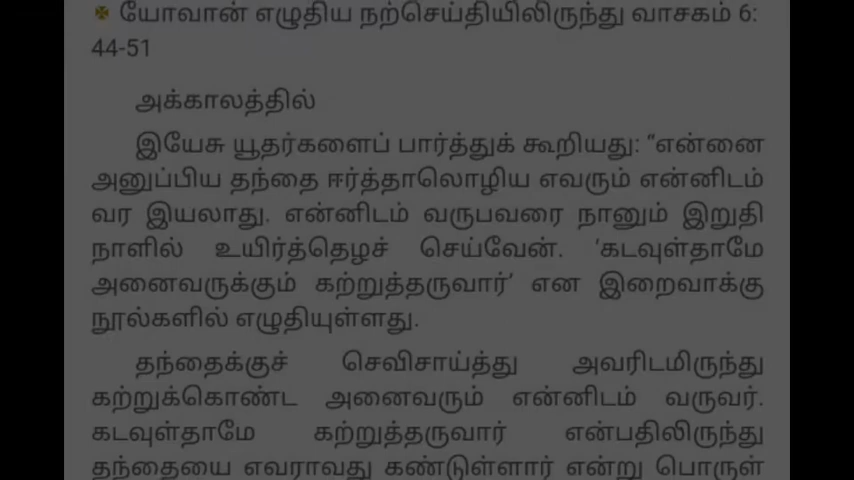 யோவான் எழுதிய நற்செய்தியிலிருந்து வாசகம் 6:
44-51
அக்காலத்தில்
இயேசு யூதர்களைப் பார்த்துக் கூறியது: “என்னை
அனுப்பிய தந்தை ஈர்த்தாலொழிய எவரும் என்னிடம்
வர இயலாது. என்னிடம் வருபவரை நானும் இறுதி
நாளில் உயிர்த்தெழச் செய்வேன். ‘கடவுள்தாமே
அனைவருக்கும் கற்றுத்தருவார்’ என இறைவாக்கு
நூல்களில் எழுதியுள்ளது.
தந்தைக்குச் செவிசாய்த்து அவரிடமிருந்து
கற்றுக்கொண்ட அனைவரும் என்னிடம் வருவர்.
கடவுள்தாமே கற்றுத்தருவார் என்பதிலிருந்து
தந்தையை எவராவது கண்டுள்ளார் என்று பொருள்